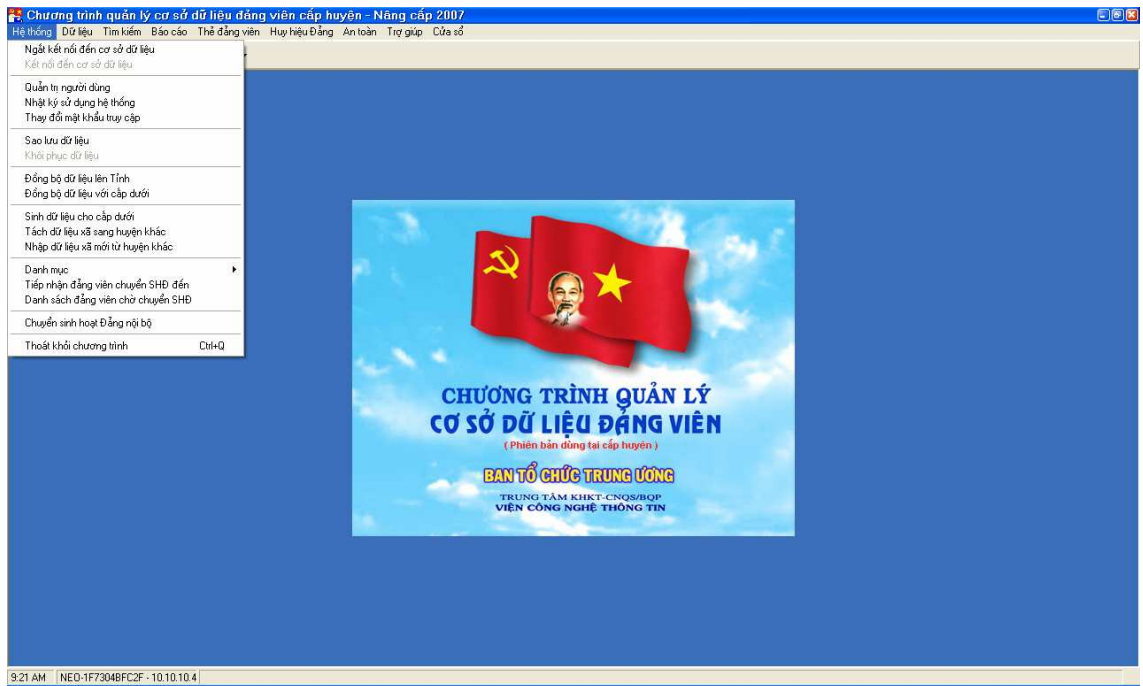 Chương trình quản lý cơ sở dữ liệu đảng viên cấp huyện - Nâng cấp 2007
Hệ thống Dữ liệu Tìm kiếm Báo cáo Thẻ đảng viên Huy hiệu Đảng An toàn Trợ giúp Cửa sổ
Ngắt kết nối đến cơ sở dữ liệu
Kết nối đến cơ sở dữ liệu
Quản trị người dùng
Nhật ký sử dụng hệ thống
Thay đổi mật khẩu truy cập
Sao lưu dữ liệu
Khôi phục dữ liệu
Đồng bộ dữ liệu lên Tỉnh
Đồng bộ dữ liệu với cấp dưới
Sinh dữ liệu cho cấp dưới
Tách dữ liệu xã sang huyện khác
Nhập dữ liệu xã mới từ huyện khác
Danh mục
Tiếp nhận đảng viên chuyển SHĐ đến
Danh sách đảng viên chờ chuyển SHĐ
Chuyển sinh hoạt Đảng nội bộ
Thoát khỏi chương trình Ctrl+Q
CHƯƠNG TRÌNH QUẢN LÝ
CƠ SỞ DỮ LIỆU ĐẢNG VIÊN
( Phiên bản dùng tại cấp huyện )
BAN TỔ CHỨC TRUNG ƯƠNG
TRUNG TÂM KHKT-CNQS/BQP
VIỆN CÔNG NGHỆ THÔNG TIN
9:21 AM NEO-1F7304BFC2F - 10.10.10.4